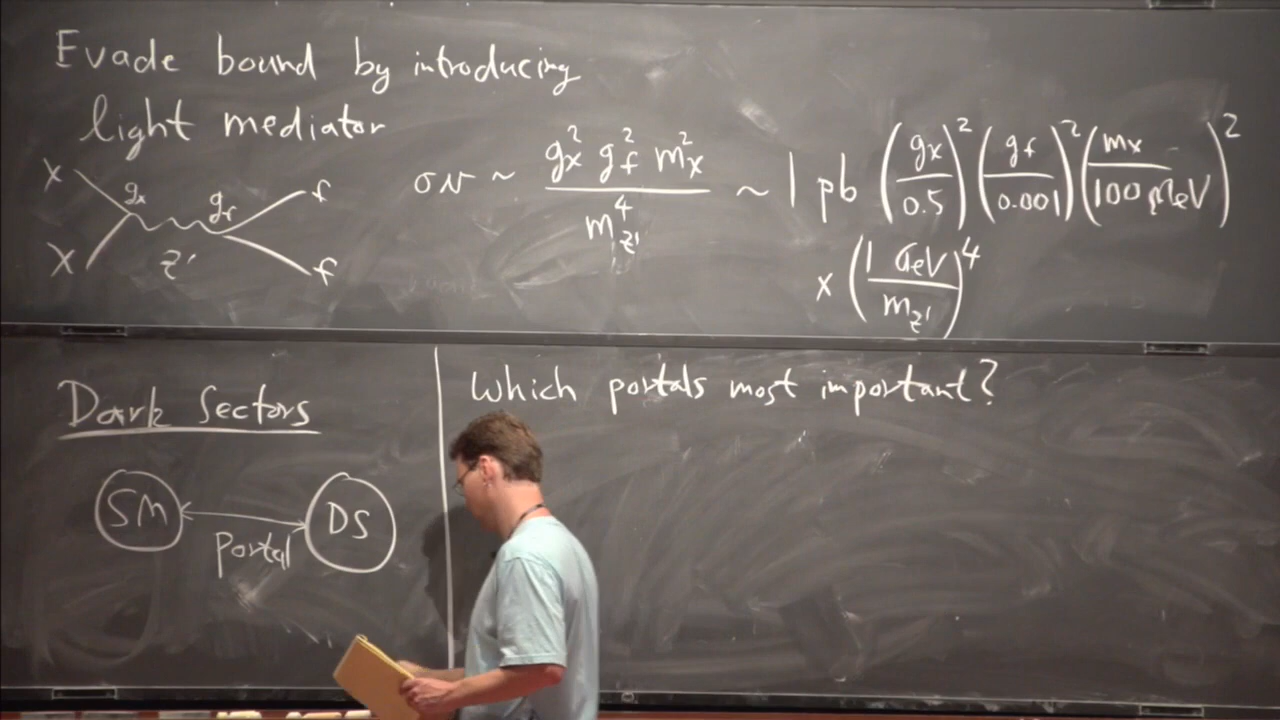 Evade bound by introducing
light mediator
χ χ g_χ g_f Z' f f
σv ~ g_χ² g_f² m_χ² / m_Z'⁴ ~ 1 pb (g_χ/0.5)² (g_f/0.001)² (m_χ/100 MeV)²
× (1 GeV/m_Z')⁴
Dark Sectors
SM Portal DS
Which portals most important?